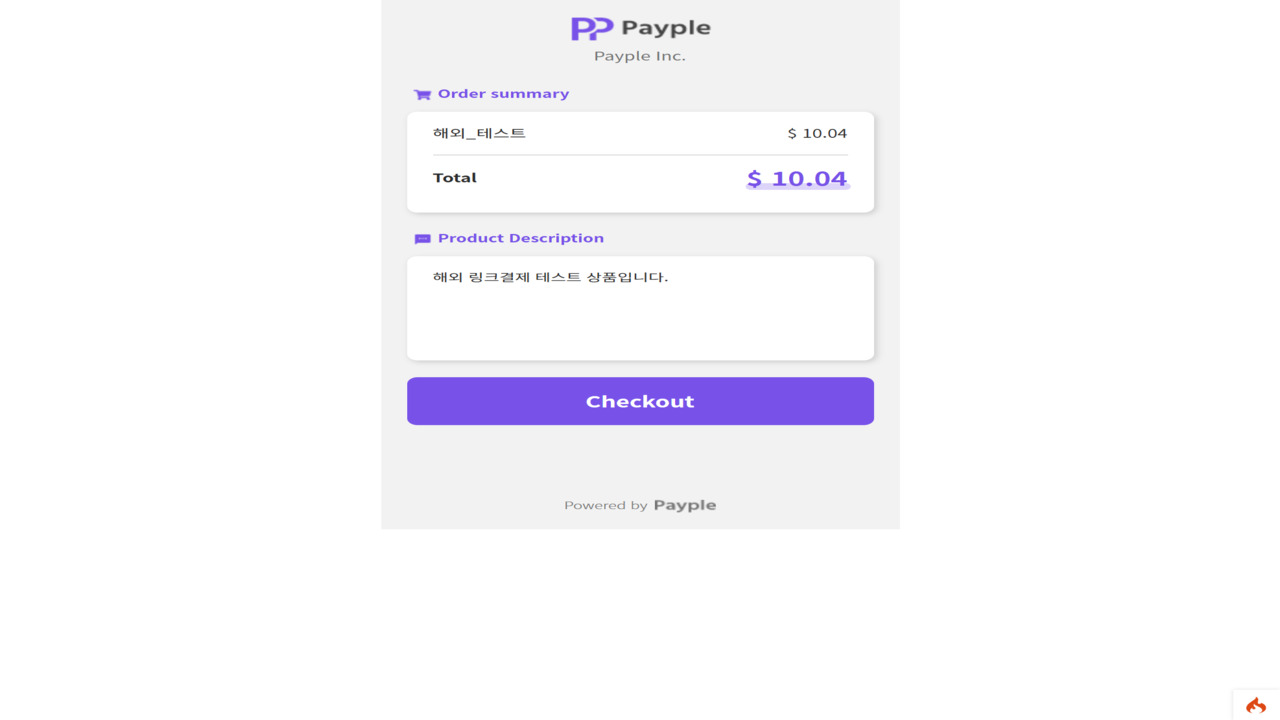 PP Payple
Payple Inc.
Order summary
해외_테스트 $ 10.04
Total $ 10.04
Product Description
해외 링크결제 테스트 상품입니다.
Checkout
Powered by Payple